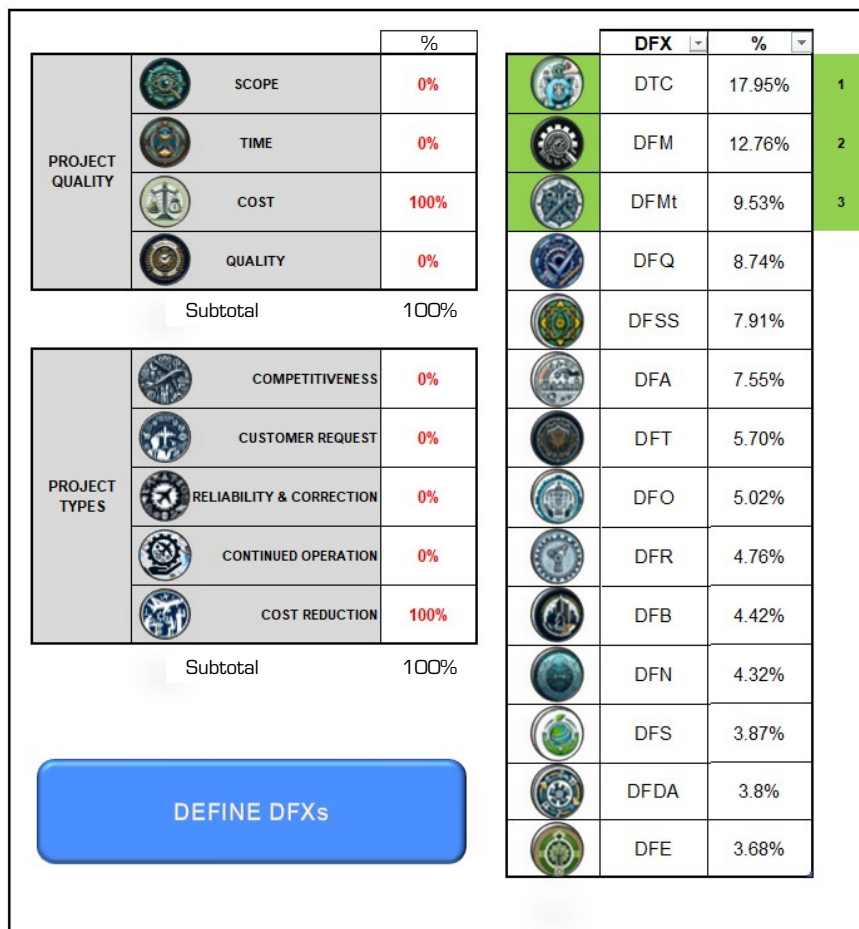 %
PROJECT QUALITY
SCOPE 0%
TIME 0%
COST 100%
QUALITY 0%
Subtotal 100%
PROJECT TYPES
COMPETITIVENESS 0%
CUSTOMER REQUEST 0%
RELIABILITY & CORRECTION 0%
CONTINUED OPERATION 0%
COST REDUCTION 100%
Subtotal 100%
DEFINE DFXs
DFX %
DTC 17.95% 1
DFM 12.76% 2
DFMt 9.53% 3
DFQ 8.74%
DFSS 7.91%
DFA 7.55%
DFT 5.70%
DFO 5.02%
DFR 4.76%
DFB 4.42%
DFN 4.32%
DFS 3.87%
DFDA 3.8%
DFE 3.68%